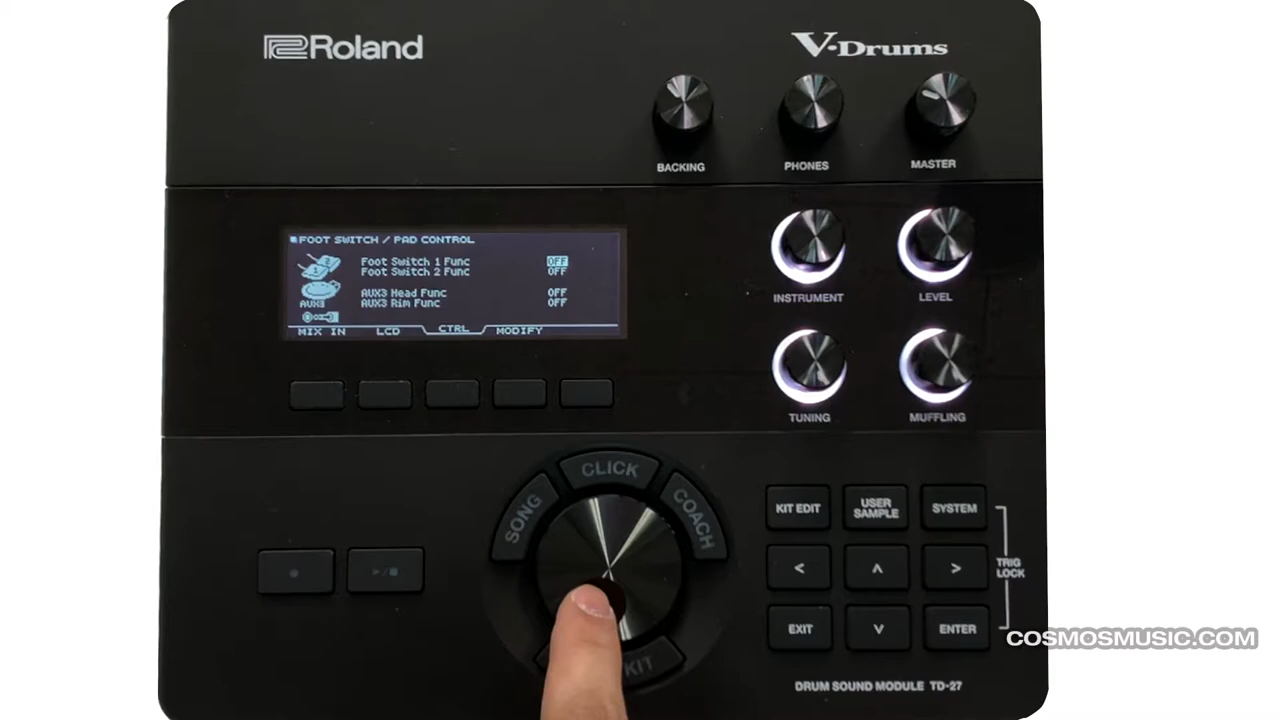 Roland
V-Drums
BACKING
PHONES
MASTER
FOOT SWITCH / PAD CONTROL
Foot Switch 1 Func OFF
Foot Switch 2 Func OFF
AUX3 Head Func OFF
AUX3 Rim Func OFF
AUX3
MIX IN LCD CTRL MODIFY
INSTRUMENT
LEVEL
TUNING
MUFFLING
SONG
CLICK
COACH
KIT
KIT EDIT
USER
SAMPLE
SYSTEM
TRIG
LOCK
EXIT
ENTER
COSMOSMUSIC.COM
DRUM SOUND MODULE TD-27